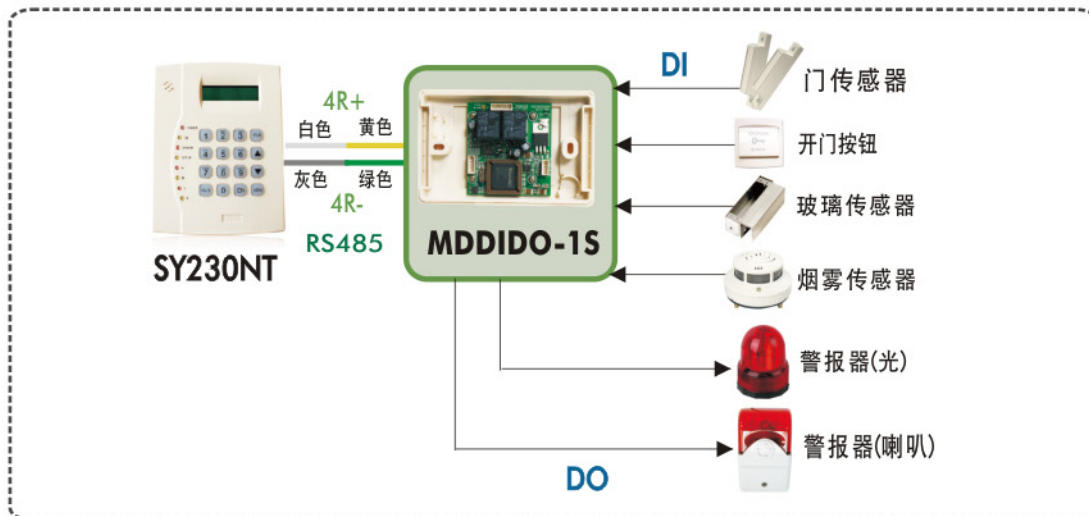 DI
门传感器
4R+
白色 黄色
开门按钮
灰色 绿色
4R-
玻璃传感器
RS485
MDDIDO-1S
SY230NT
烟雾传感器
警报器(光)
警报器(喇叭)
DO